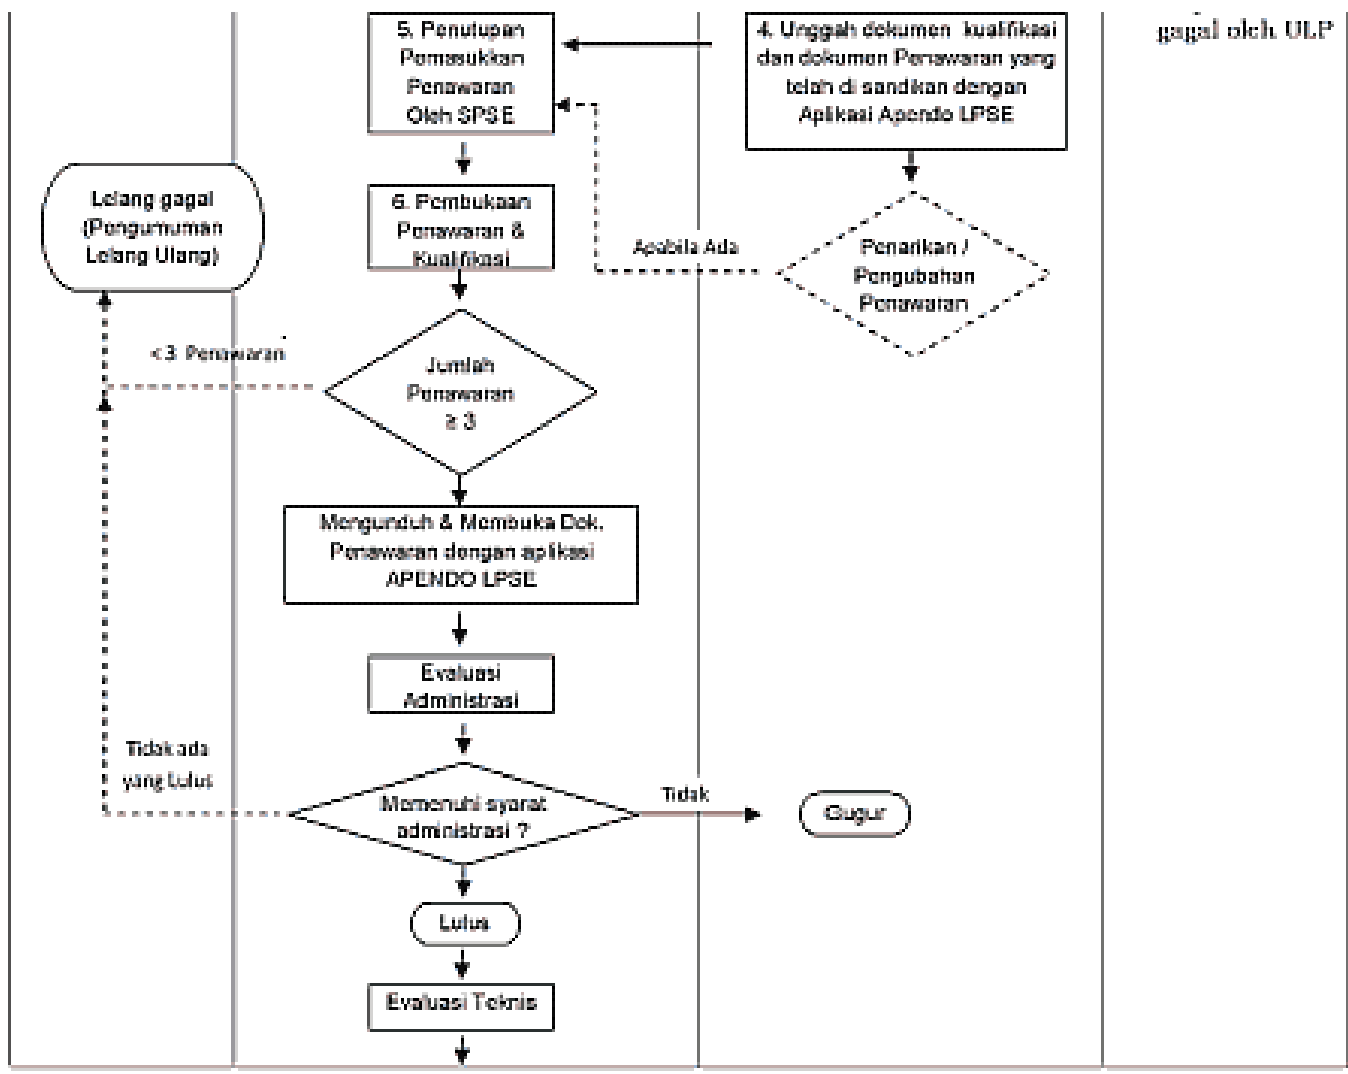 5. Penutupan
Pemasukkan
Penawaran
Oleh SPSE
4. Unggah dokumen kualifikasi
dan dokumen Penawaran yang
telah di sandikan dengan
Aplikasi Apendo LPSE
gagal oleh ULP
Lelang gagal
(Pengumuman
Lelang Ulang)
6. Pembukaan
Penawaran &
Kualifikasi
Apabila Ada
Penarikan /
Pengubahan
Penawaran
< 3 Penawaran
Jumlah
Penawaran
≥ 3
Mengunduh & Membuka Dok.
Penawaran dengan aplikasi
APENDO LPSE
Evaluasi
Administrasi
Tidak ada
yang Lulus
Memenuhi syarat
administrasi ?
Tidak
Gugur
Lulus
Evaluasi Teknis